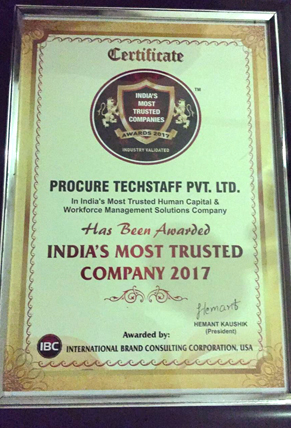 Certificate
INDIA'S
MOST
TRUSTED
COMPANIES
AWARDS 2017
TM
INDUSTRY VALIDATED
PROCURE TECHSTAFF PVT. LTD.
In India's Most Trusted Human Capital &
Workforce Management Solutions Company
Has Been Awarded
INDIA'S MOST TRUSTED
COMPANY 2017
Hemant
HEMANT KAUSHIK
(President)
Awarded by:
IBC INTERNATIONAL BRAND CONSULTING CORPORATION, USA